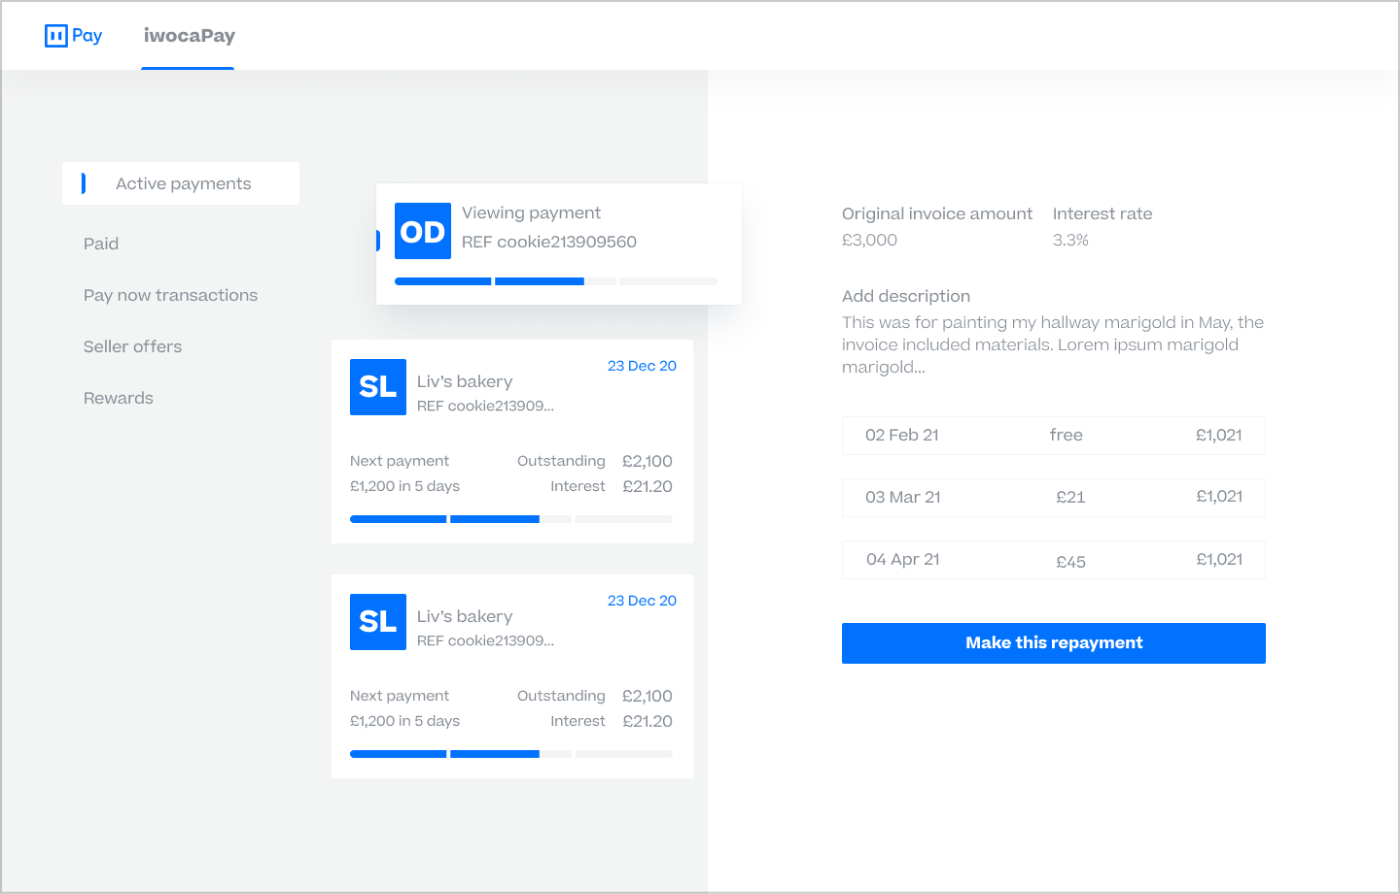 Pay
iwocaPay
Active payments
Paid
Pay now transactions
Seller offers
Rewards
OD
Viewing payment
REF cookie213909560
SL
Liv's bakery
REF cookie213909...
23 Dec 20
Next payment
£1,200 in 5 days
Outstanding £2,100
Interest £21.20
SL
Liv's bakery
REF cookie213909...
23 Dec 20
Next payment
£1,200 in 5 days
Outstanding £2,100
Interest £21.20
Original invoice amount
£3,000
Interest rate
3.3%
Add description
This was for painting my hallway marigold in May, the
invoice included materials. Lorem ipsum marigold
marigold...
02 Feb 21 free £1,021
03 Mar 21 £21 £1,021
04 Apr 21 £45 £1,021
Make this repayment